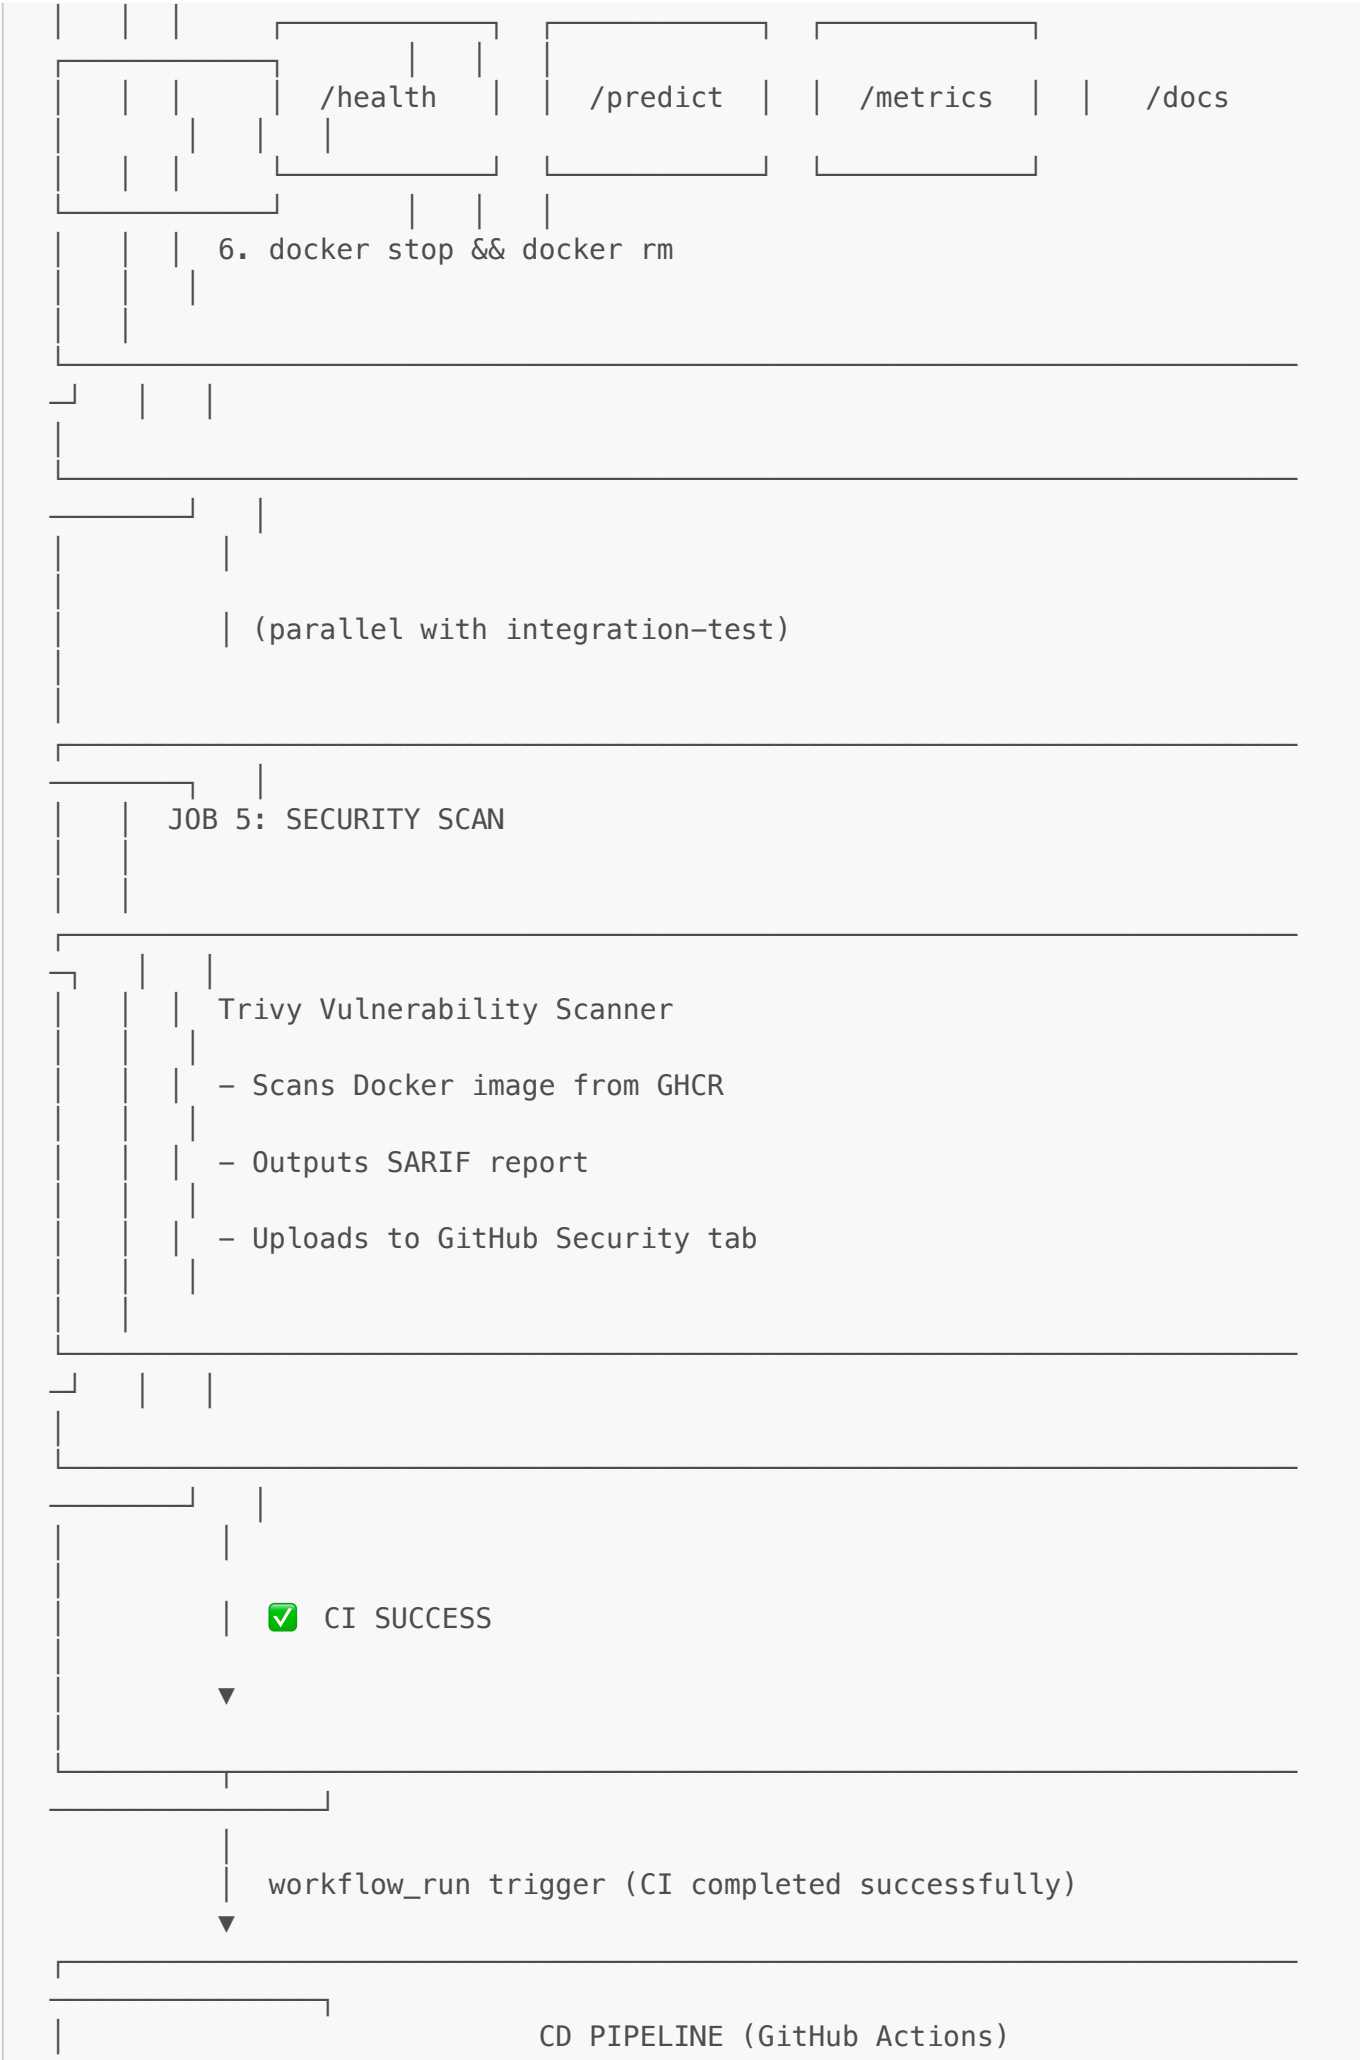 /health /predict /metrics /docs
6. docker stop && docker rm
(parallel with integration-test)
JOB 5: SECURITY SCAN
Trivy Vulnerability Scanner
- Scans Docker image from GHCR
- Outputs SARIF report
- Uploads to GitHub Security tab
✅ CI SUCCESS
▼
workflow_run trigger (CI completed successfully)
▼
CD PIPELINE (GitHub Actions)